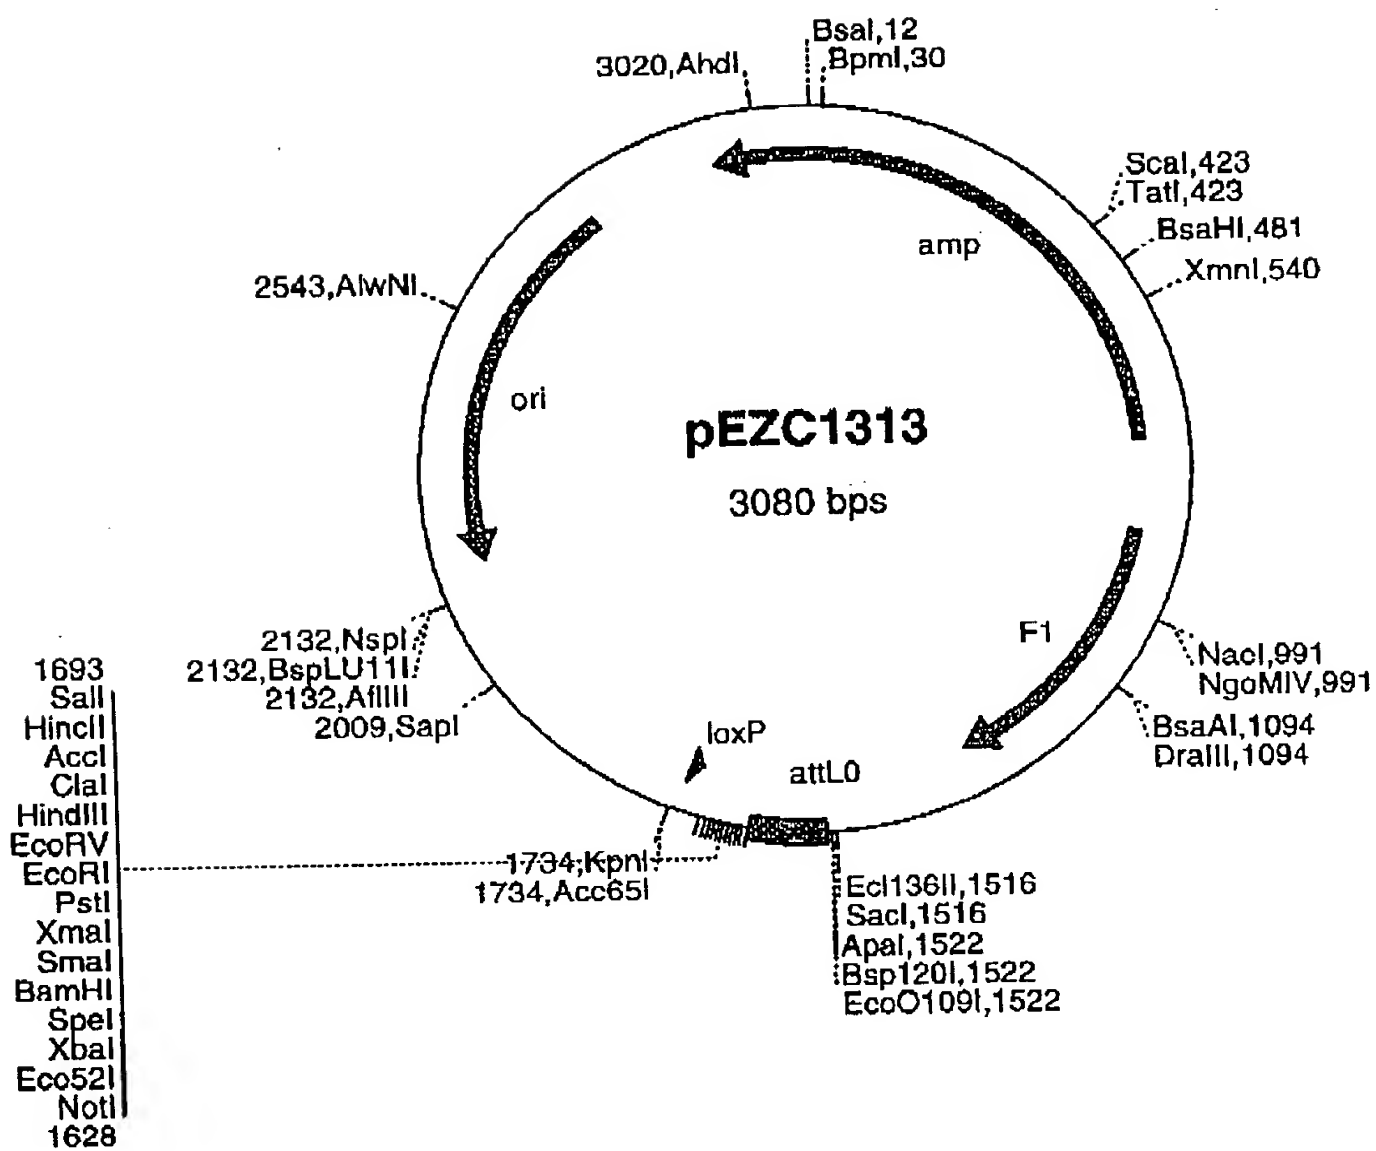 BsaI,12
BpmI,30
3020,AhdI
ScaI,423
TatI,423
BsaHI,481
XmnI,540
amp
2543,AlwNI
ori
pEZC1313
3080 bps
F1
NaeI,991
NgoMIV,991
BsaAI,1094
DraIII,1094
2132,NspI
2132,BspLU11I
2132,AflIII
2009,SapI
loxP
attL0
1693
SalI
HincII
AccI
ClaI
HindIII
EcoRV
EcoRI
PstI
XmaI
SmaI
BamHI
SpeI
XbaI
Eco52I
NotI
1628
1734,KpnI
1734,Acc65I
Ecl136II,1516
SacI,1516
ApaI,1522
Bsp120I,1522
EcoO109I,1522